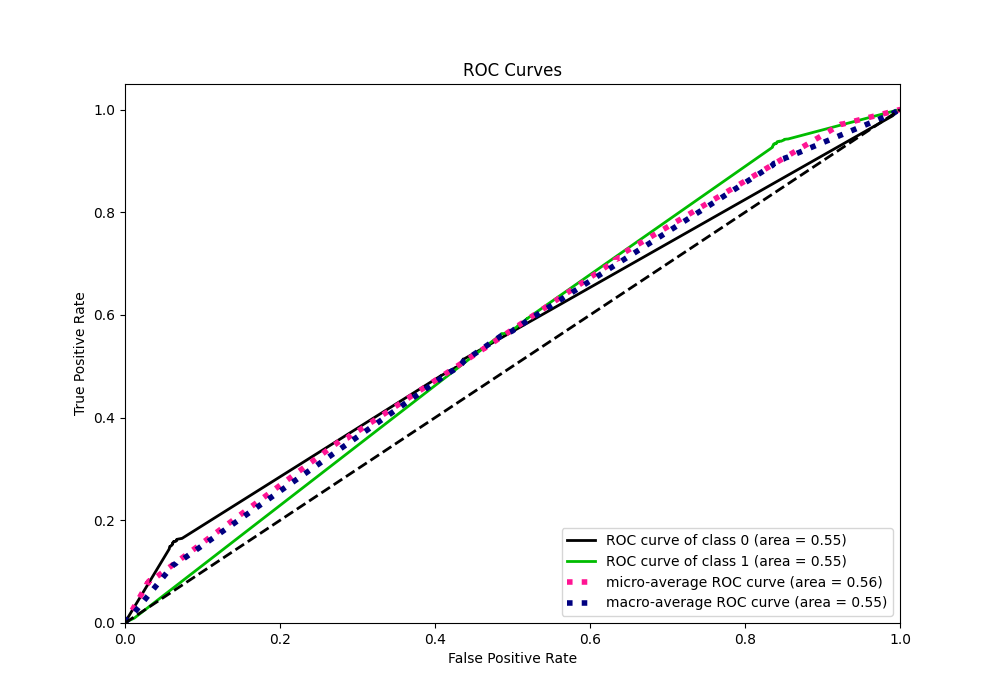 ROC Curves
True Positive Rate
1.0
0.8
0.6
0.4
0.2
0.0
0.0 0.2 0.4 0.6 0.8 1.0
False Positive Rate
ROC curve of class 0 (area = 0.55)
ROC curve of class 1 (area = 0.55)
micro-average ROC curve (area = 0.56)
macro-average ROC curve (area = 0.55)